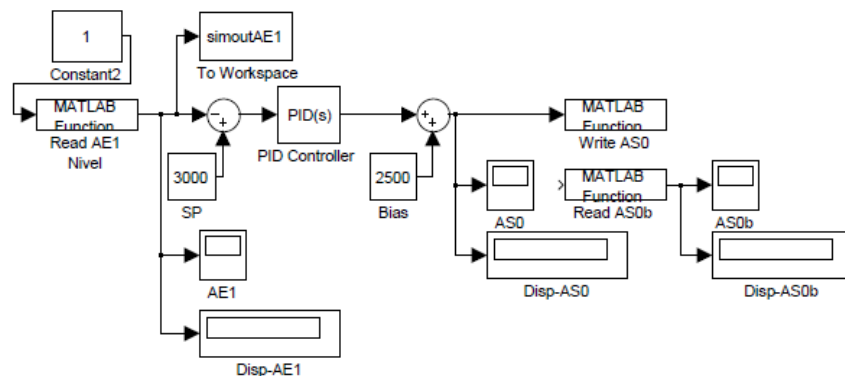 1
Constant2
simoutAE1
To Workspace
MATLAB
Function
Read AE1
Nivel
PID(s)
PID Controller
3000
SP
2500
Bias
MATLAB
Function
Write AS0
AS0
MATLAB
Function
Read AS0b
AS0b
Disp-AS0
Disp-AS0b
AE1
Disp-AE1